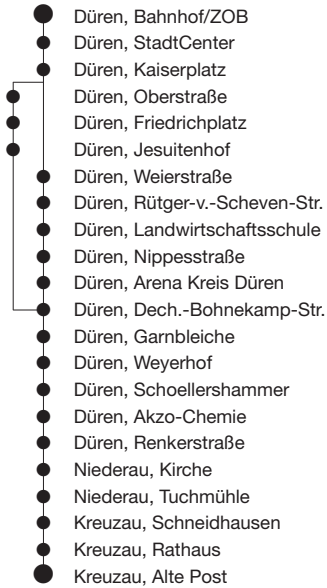 Düren, Bahnhof/ZOB
Düren, StadtCenter
Düren, Kaiserplatz
Düren, Oberstraße
Düren, Friedrichplatz
Düren, Jesuitenhof
Düren, Weierstraße
Düren, Rütger-v.-Scheven-Str.
Düren, Landwirtschaftsschule
Düren, Nippesstraße
Düren, Arena Kreis Düren
Düren, Dech.-Bohnekamp-Str.
Düren, Garnbleiche
Düren, Weyerhof
Düren, Schoellershammer
Düren, Akzo-Chemie
Düren, Renkerstraße
Niederau, Kirche
Niederau, Tuchmühle
Kreuzau, Schneidhausen
Kreuzau, Rathaus
Kreuzau, Alte Post